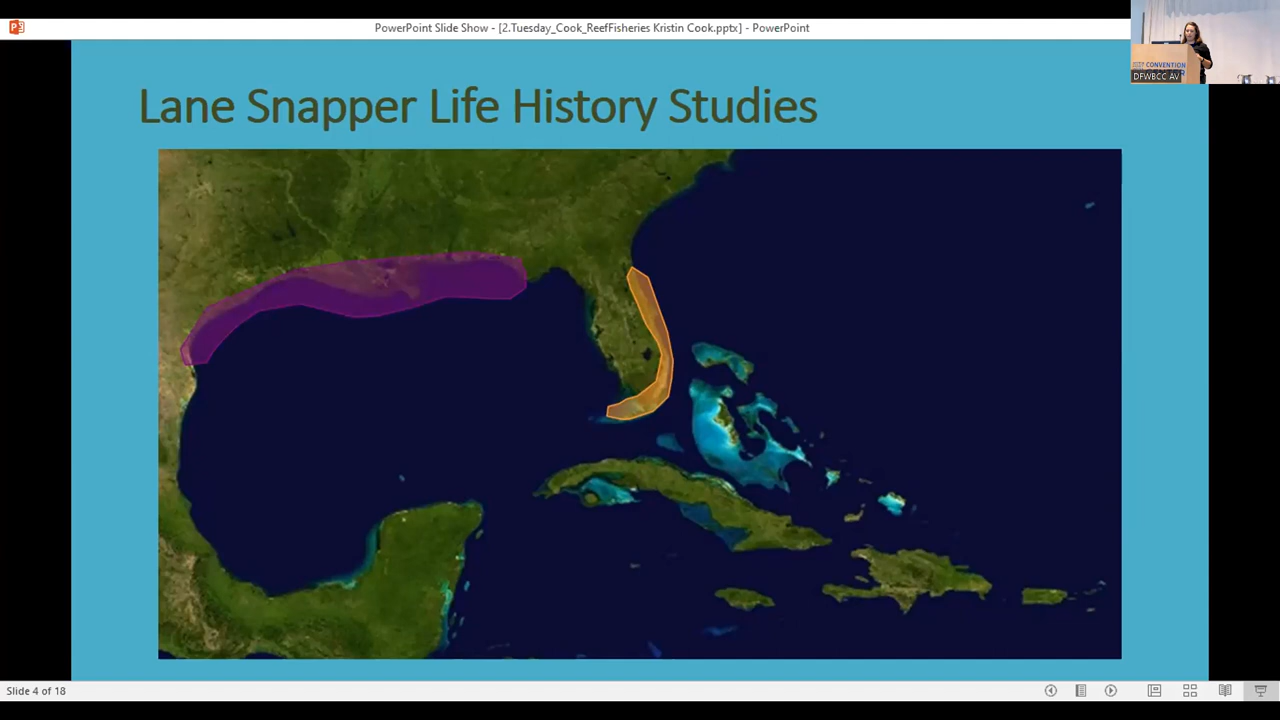 PowerPoint Slide Show - [2.Tuesday_Cook_ReefFisheries Kristin Cook.pptx] - PowerPoint
CONVENTION
DFWBCC AV
Lane Snapper Life History Studies
Slide 4 of 18